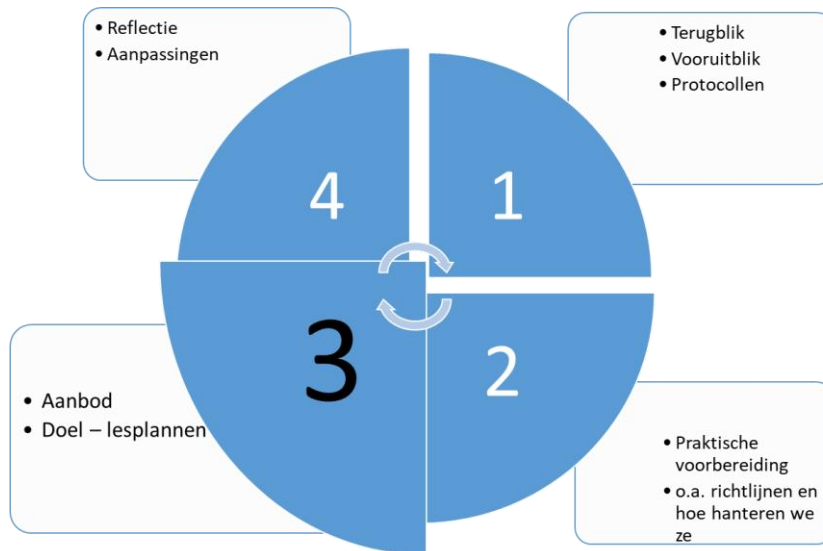 • Reflectie
• Aanpassingen
• Terugblik
• Vooruitblik
• Protocollen
4
1
3
2
• Aanbod
• Doel – lesplannen
• Praktische
voorbereiding
• o.a. richtlijnen en
hoe hanteren we
ze